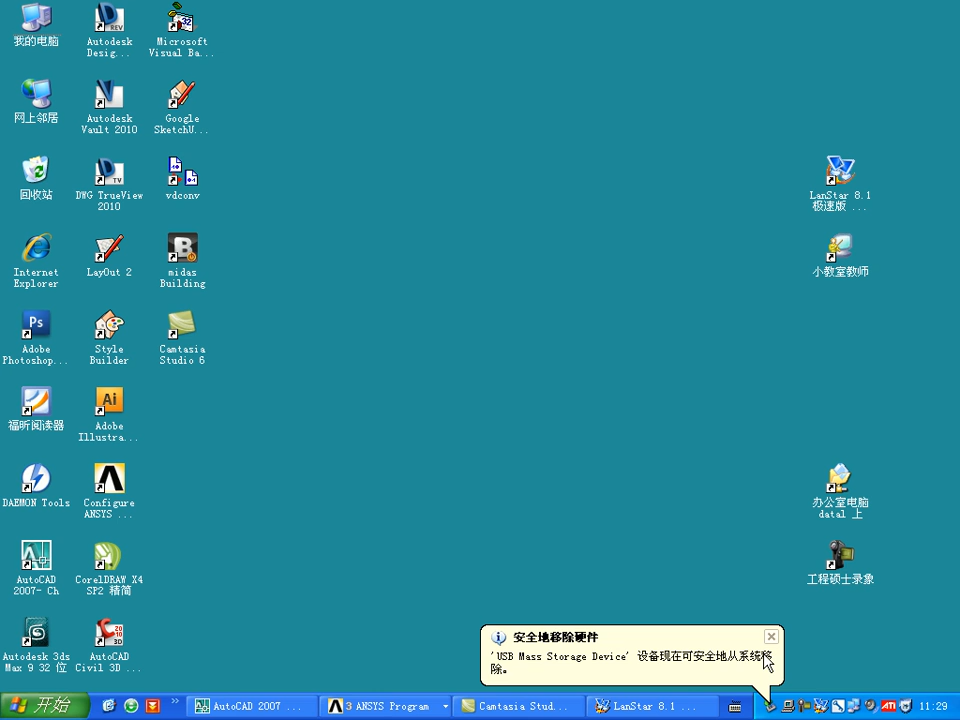 我的电脑
Autodesk
Desig...
Microsoft
Visual Ba...
网上邻居
Autodesk
Vault 2010
Google
SketchU...
回收站
DWG TrueView
2010
vdconv
LanStar 8.1
极速版 ...
Internet
Explorer
LayOut 2
midas
Building
小教室教师
Adobe
Photoshop...
Style
Builder
Camtasia
Studio 6
福昕阅读器
Adobe
Illustra...
DAEMON Tools
Configure
ANSYS ...
办公室电脑
data1 上
AutoCAD
2007- Ch
CorelDRAW X4
SP2 精简
工程硕士录象
Autodesk 3ds
Max 9 32 位
AutoCAD
Civil 3D ...
安全地移除硬件
'USB Mass Storage Device' 设备现在可安全地从系统移
除。
开始
AutoCAD 2007 ...
3 ANSYS Program
Camtasia Stud...
LanStar 8.1 ...
11:29